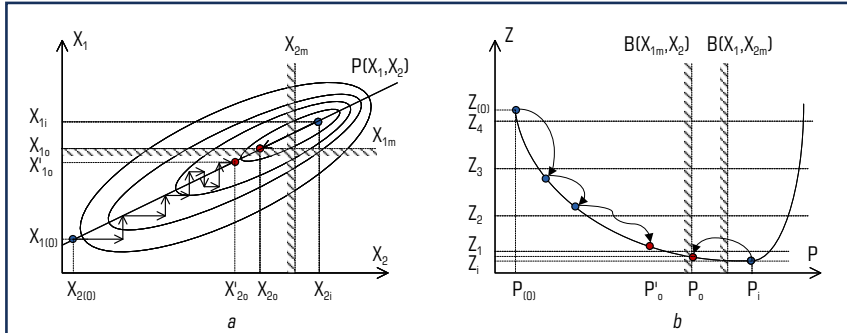 X₁
X₂ₘ
P(X₁,X₂)
X₁ᵢ
X₁ₒ
X₁ₘ
X'₁ₒ
X₁₍₀₎
X₂
X₂₍₀₎ X'₂ₒ X₂ₒ X₂ᵢ
a
Z B(X₁ₘ,X₂) B(X₁,X₂ₘ)
Z₍₀₎
Z₄
Z₃
Z₂
Z₁
Zᵢ
P
P₍₀₎ P'ₒ Pₒ Pᵢ
b